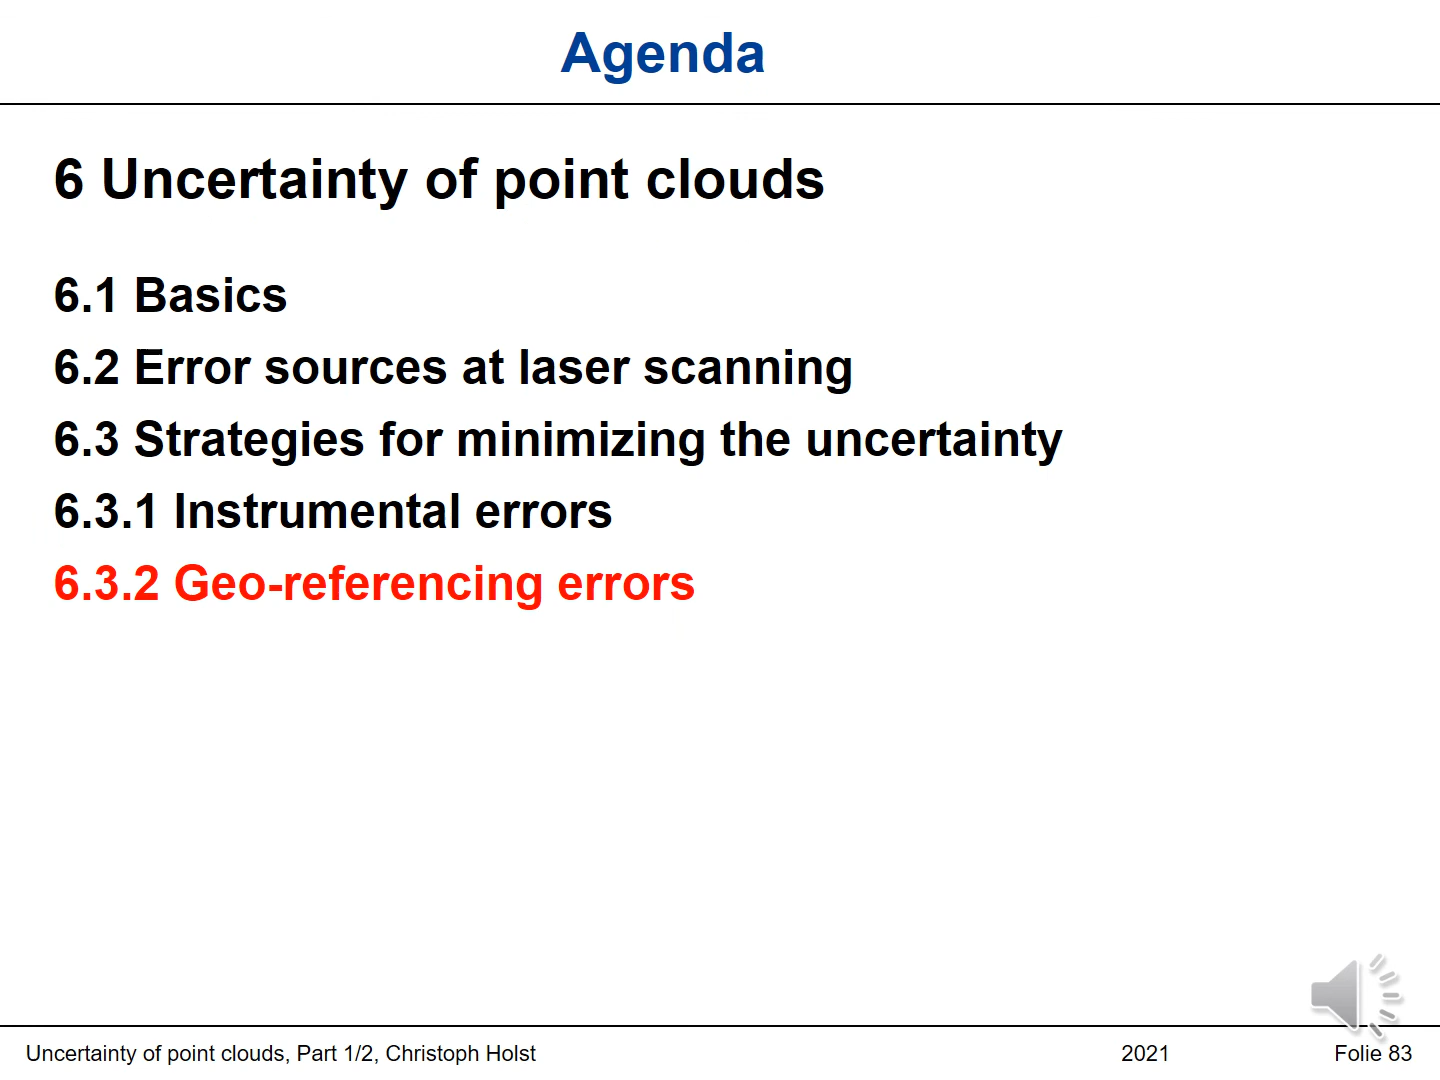 Agenda
6 Uncertainty of point clouds
6.1 Basics
6.2 Error sources at laser scanning
6.3 Strategies for minimizing the uncertainty
6.3.1 Instrumental errors
6.3.2 Geo-referencing errors
Uncertainty of point clouds, Part 1/2, Christoph Holst 2021 Folie 83